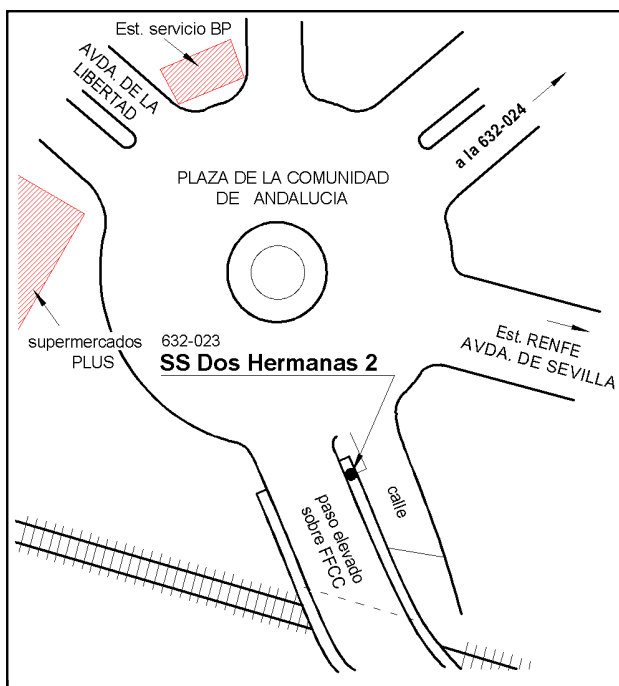 Est. servicio BP
AVDA. DE LA
LIBERTAD
a la 632-024
PLAZA DE LA COMUNIDAD
DE ANDALUCIA
supermercados
PLUS
632-023
SS Dos Hermanas 2
Est. RENFE
AVDA. DE SEVILLA
paso elevado
sobre FFCC
calle